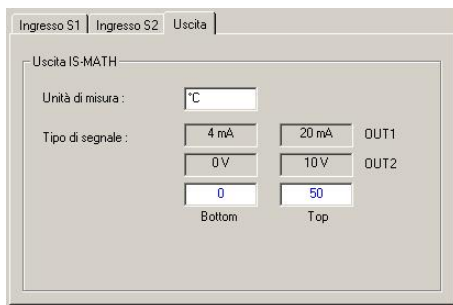 Ingresso S1 Ingresso S2 Uscita
Uscita IS-MATH
Unità di misura : °C
Tipo di segnale : 4 mA 20 mA OUT1
0 V 10 V OUT2
0 50
Bottom Top